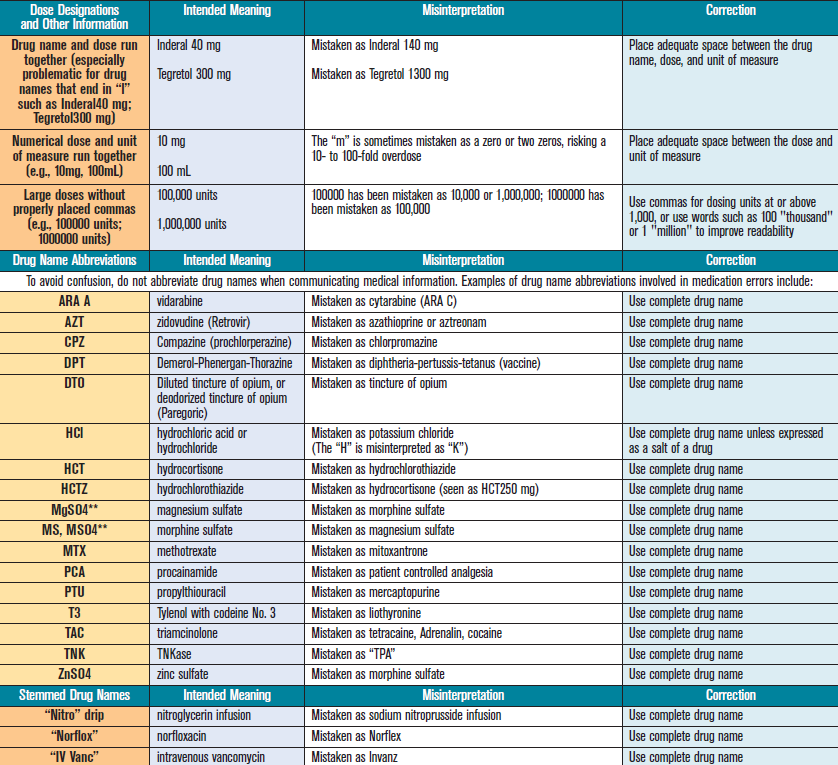 Dose Designations and Other Information	Intended Meaning	Misinterpretation	Correction
Drug name and dose run together (especially problematic for drug names that end in “l” such as Inderal40 mg; Tegretol300 mg)	Inderal 40 mg	Mistaken as Inderal 140 mg	Place adequate space between the drug name, dose, and unit of measure
Tegretol 300 mg	Mistaken as Tegretol 1300 mg
Numerical dose and unit of measure run together (e.g., 10mg, 100mL)	10 mg	The “m” is sometimes mistaken as a zero or two zeros, risking a 10- to 100-fold overdose	Place adequate space between the dose and unit of measure
100 mL
Large doses without properly placed commas (e.g., 100000 units; 1000000 units)	100,000 units	100000 has been mistaken as 10,000 or 1,000,000; 1000000 has been mistaken as 100,000	Use commas for dosing units at or above 1,000, or use words such as 100 "thousand" or 1 "million" to improve readability
1,000,000 units
Drug Name Abbreviations	Intended Meaning	Misinterpretation	Correction
To avoid confusion, do not abbreviate drug names when communicating medical information. Examples of drug name abbreviations involved in medication errors include:
ARA A	vidarabine	Mistaken as cytarabine (ARA C)	Use complete drug name
AZT	zidovudine (Retrovir)	Mistaken as azathioprine or aztreonam	Use complete drug name
CPZ	Compazine (prochlorperazine)	Mistaken as chlorpromazine	Use complete drug name
DPT	Demerol-Phenergan-Thorazine	Mistaken as diphtheria-pertussis-tetanus (vaccine)	Use complete drug name
DTO	Diluted tincture of opium, or deodorized tincture of opium (Paregoric)	Mistaken as tincture of opium	Use complete drug name
HCl	hydrochloric acid or hydrochloride	Mistaken as potassium chloride (The “H” is misinterpreted as “K”)	Use complete drug name unless expressed as a salt of a drug
HCT	hydrocortisone	Mistaken as hydrochlorothiazide	Use complete drug name
HCTZ	hydrochlorothiazide	Mistaken as hydrocortisone (seen as HCT250 mg)	Use complete drug name
MgSO4**	magnesium sulfate	Mistaken as morphine sulfate	Use complete drug name
MS, MSO4**	morphine sulfate	Mistaken as magnesium sulfate	Use complete drug name
MTX	methotrexate	Mistaken as mitoxantrone	Use complete drug name
PCA	procainamide	Mistaken as patient controlled analgesia	Use complete drug name
PTU	propylthiouracil	Mistaken as mercaptopurine	Use complete drug name
T3	Tylenol with codeine No. 3	Mistaken as liothyronine	Use complete drug name
TAC	triamcinolone	Mistaken as tetracaine, Adrenalin, cocaine	Use complete drug name
TNK	TNKase	Mistaken as “TPA”	Use complete drug name
ZnSO4	zinc sulfate	Mistaken as morphine sulfate	Use complete drug name
Stemmed Drug Names	Intended Meaning	Misinterpretation	Correction
“Nitro” drip	nitroglycerin infusion	Mistaken as sodium nitroprusside infusion	Use complete drug name
“Norflox”	norfloxacin	Mistaken as Norflex	Use complete drug name
“IV Vanc”	intravenous vancomycin	Mistaken as Invanz	Use complete drug name